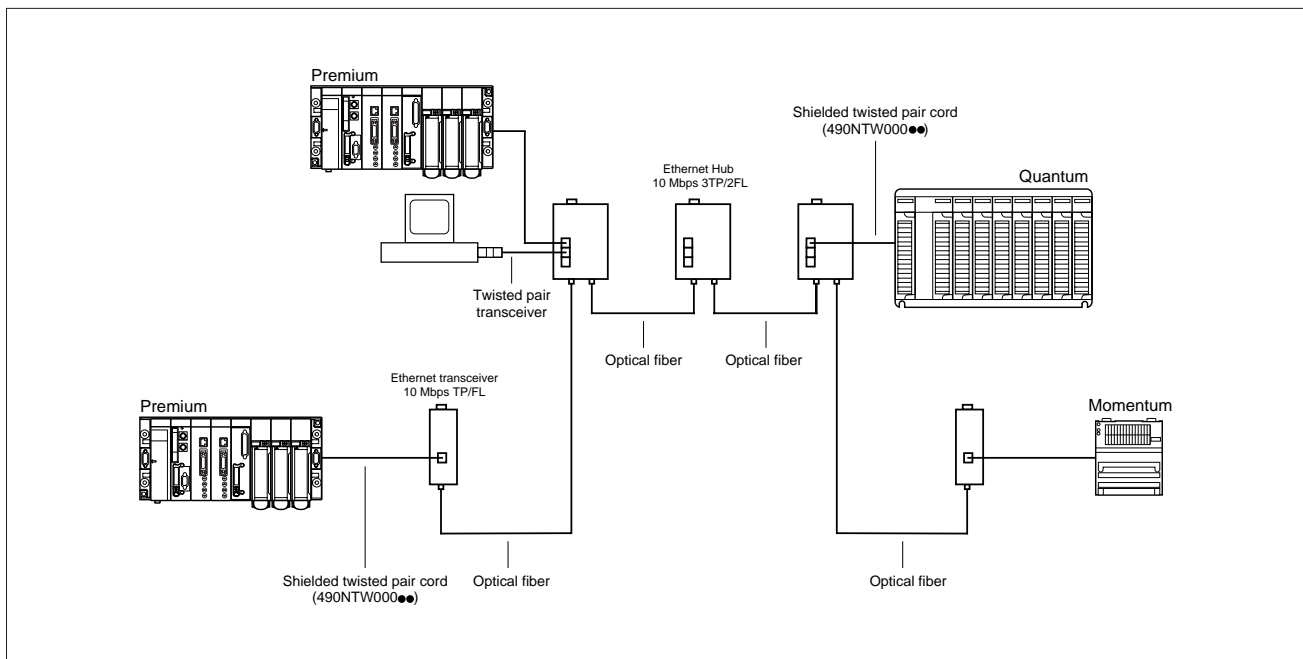 Premium
Shielded twisted pair cord
(490NTW000●●)
Ethernet Hub
10 Mbps 3TP/2FL
Quantum
Twisted pair
transceiver
Optical fiber
Optical fiber
Ethernet transceiver
10 Mbps TP/FL
Premium
Momentum
Shielded twisted pair cord
(490NTW000●●)
Optical fiber
Optical fiber